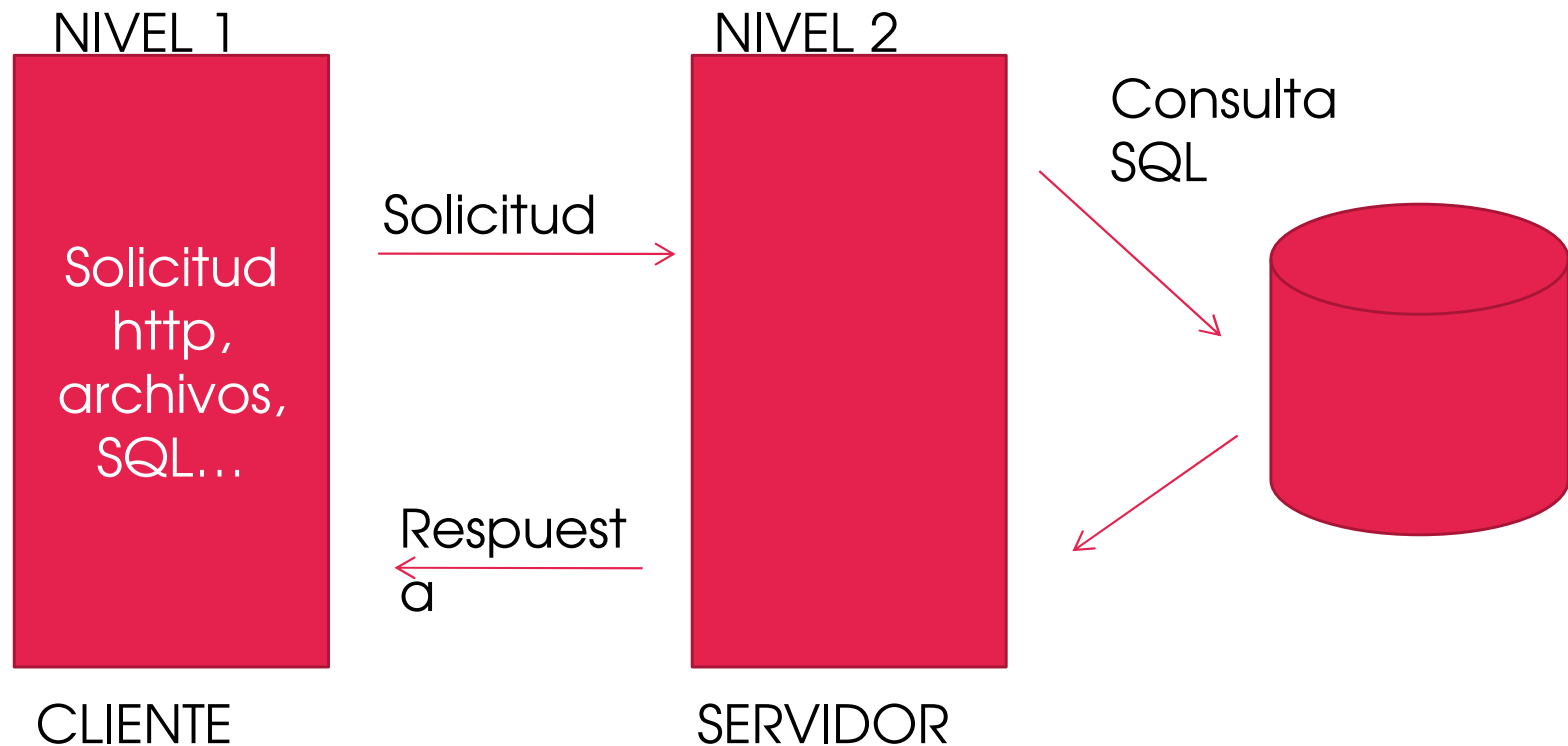 NIVEL 1
NIVEL 2
Consulta
SQL
Solicitud
Solicitud
http,
archivos,
SQL...
Respuest
a
CLIENTE
SERVIDOR